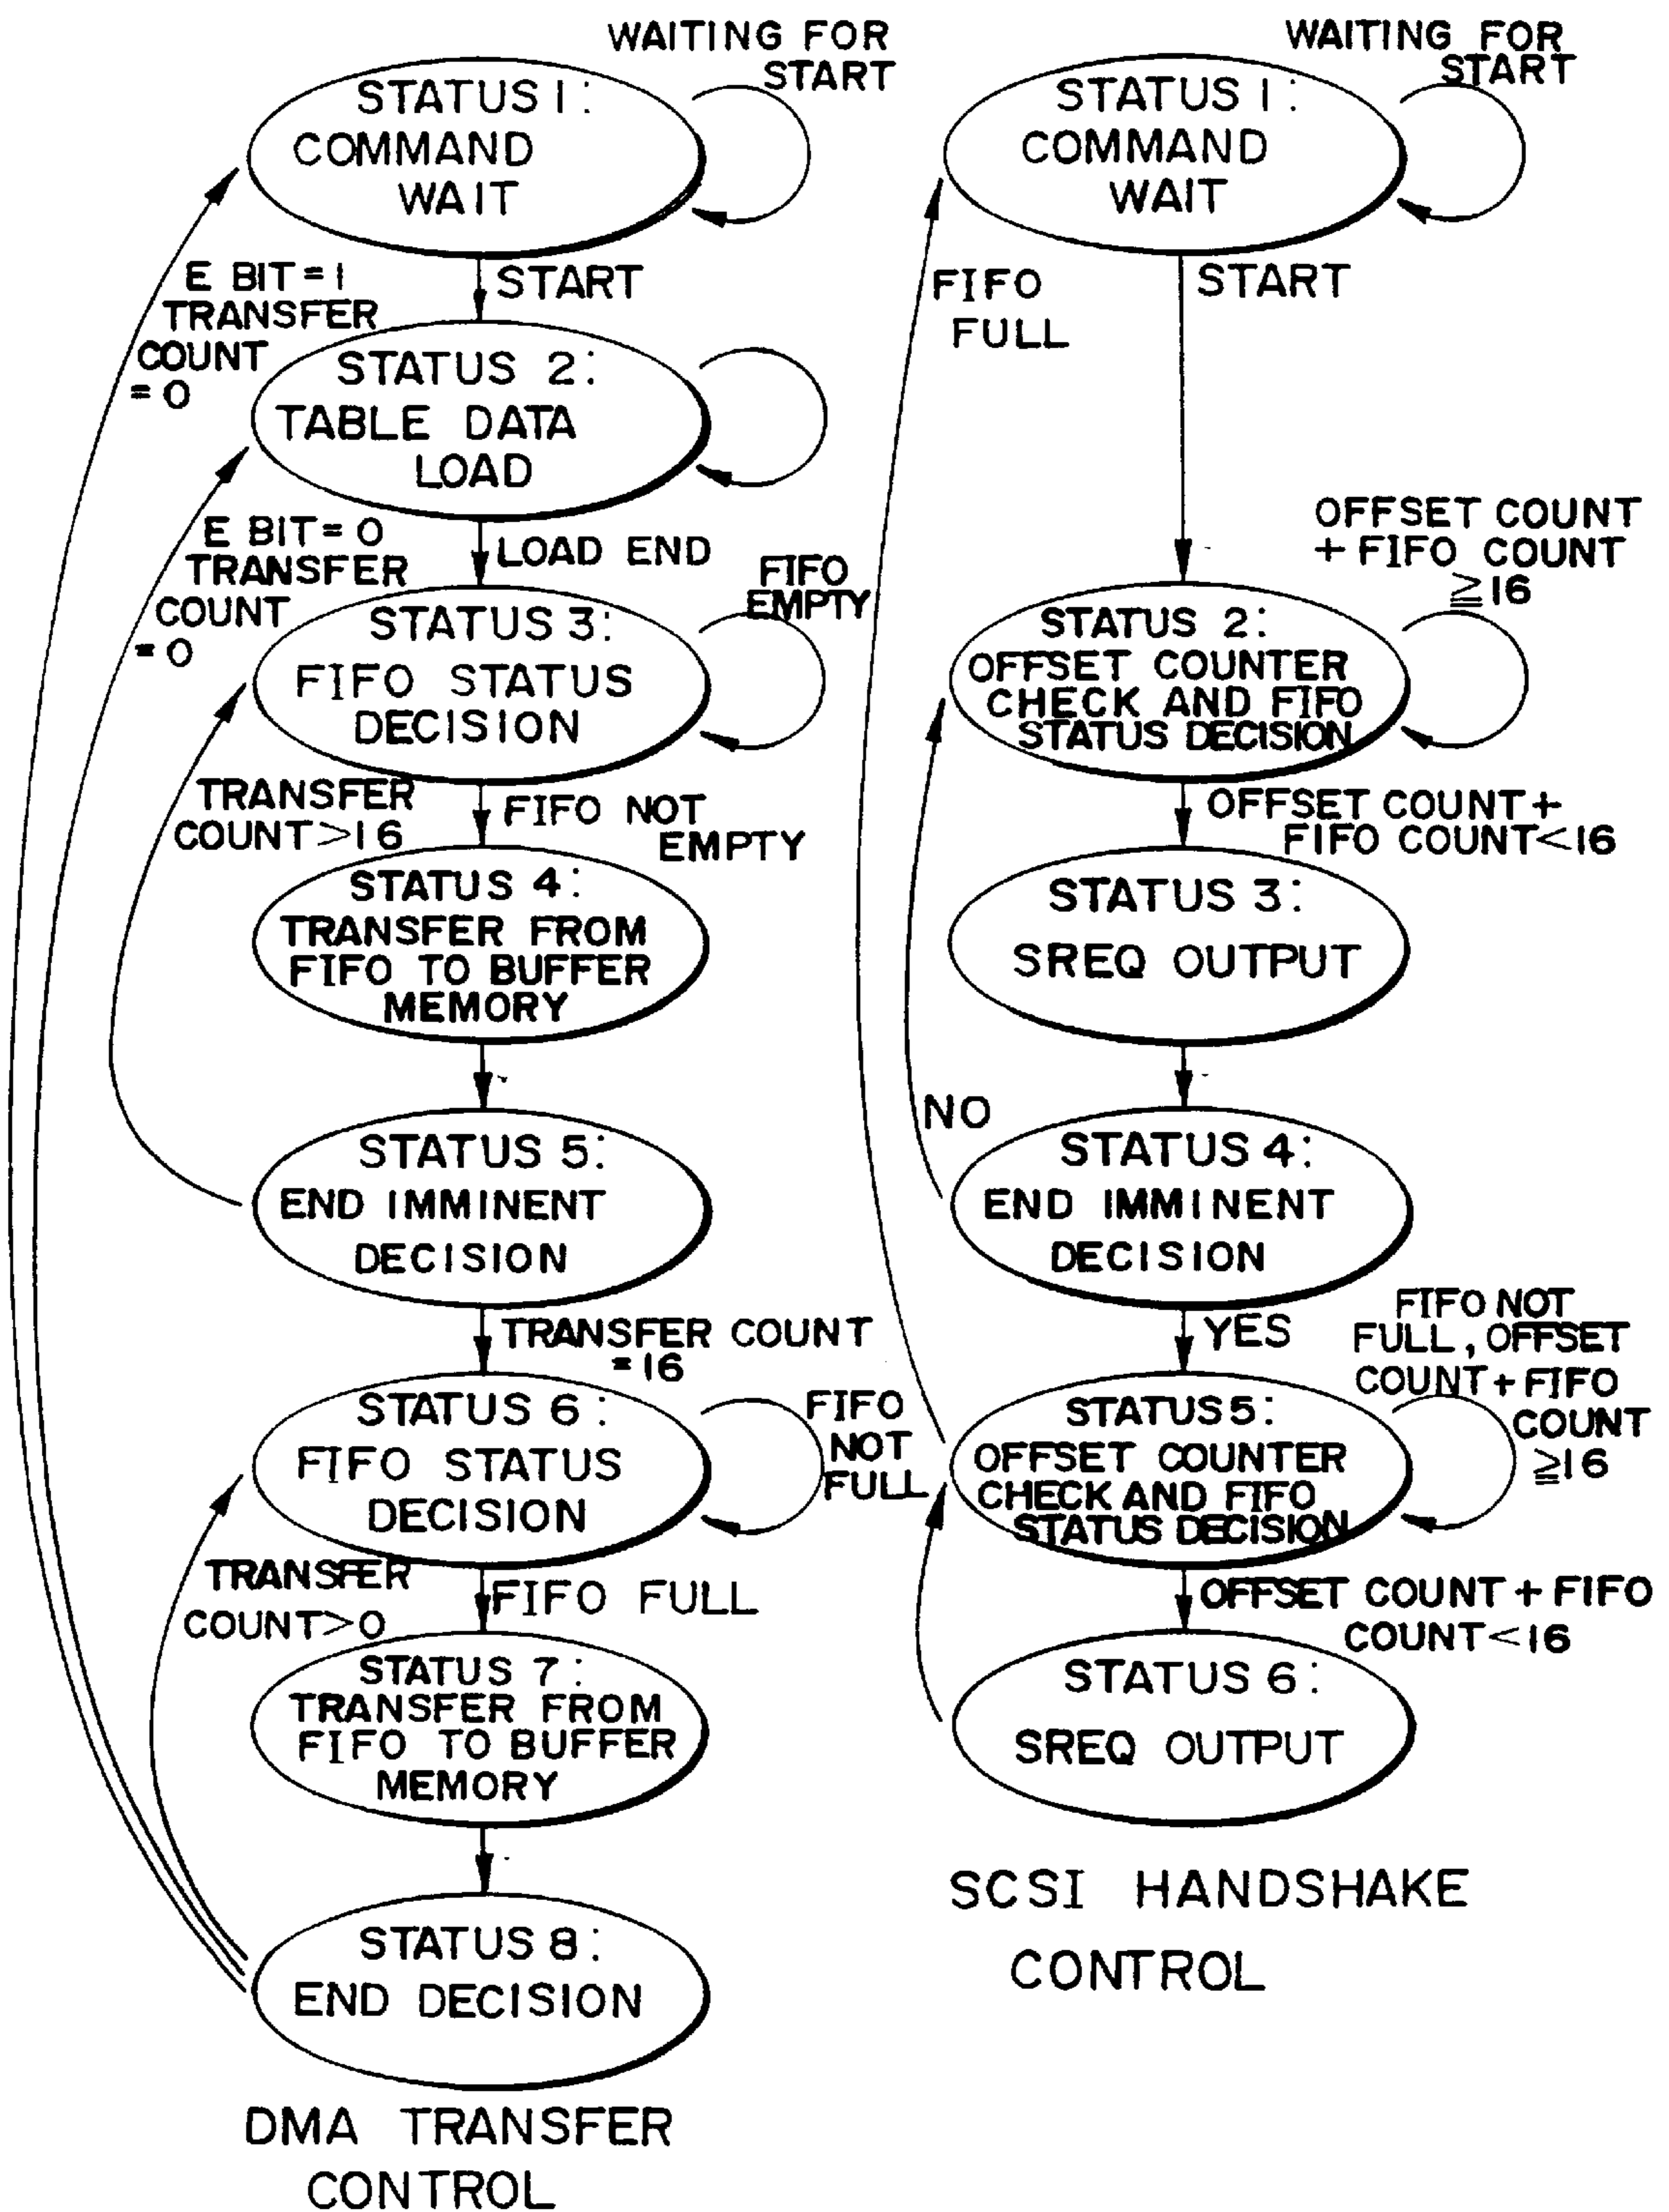 WAITING FOR
START
STATUS 1:
COMMAND
WAIT
E BIT = 1
TRANSFER
COUNT
= 0
START
STATUS 2:
TABLE DATA
LOAD
E BIT = 0
TRANSFER
COUNT
= 0
LOAD END
FIFO
EMPTY
STATUS 3:
FIFO STATUS
DECISION
TRANSFER
COUNT>16
FIFO NOT
EMPTY
STATUS 4:
TRANSFER FROM
FIFO TO BUFFER
MEMORY
STATUS 5:
END IMMINENT
DECISION
TRANSFER COUNT
=16
STATUS 6:
FIFO STATUS
DECISION
FIFO
NOT
FULL
TRANSFER
COUNT>0
FIFO FULL
STATUS 7:
TRANSFER FROM
FIFO TO BUFFER
MEMORY
STATUS 8:
END DECISION
DMA TRANSFER
CONTROL
WAITING FOR
START
STATUS 1:
COMMAND
WAIT
FIFO
FULL
START
OFFSET COUNT
+ FIFO COUNT
≧16
STATUS 2:
OFFSET COUNTER
CHECK AND FIFO
STATUS DECISION
OFFSET COUNT+
FIFO COUNT<16
STATUS 3:
SREQ OUTPUT
NO
STATUS 4:
END IMMINENT
DECISION
YES
FIFO NOT
FULL, OFFSET
COUNT + FIFO
COUNT
≧16
STATUS 5:
OFFSET COUNTER
CHECK AND FIFO
STATUS DECISION
OFFSET COUNT + FIFO
COUNT<16
STATUS 6:
SREQ OUTPUT
SCSI HANDSHAKE
CONTROL